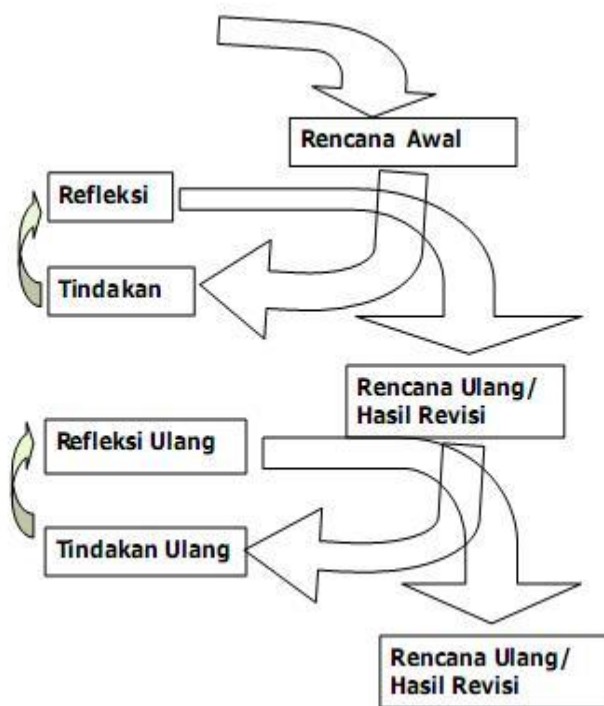 Rencana Awal
Refleksi
Tindakan
Rencana Ulang/
Hasil Revisi
Refleksi Ulang
Tindakan Ulang
Rencana Ulang/
Hasil Revisi